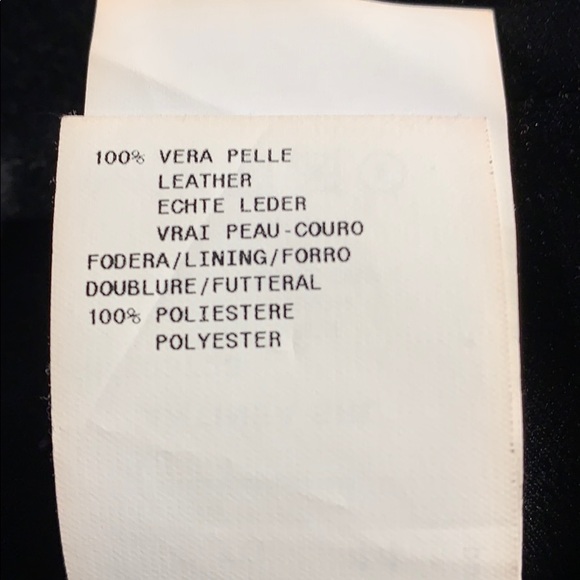 100% VERA PELLE
LEATHER
ECHTE LEDER
VRAI PEAU-COURO
FODERA/LINING/FORRO
DOUBLURE/FUTTERAL
100% POLIESTERE
POLYESTER